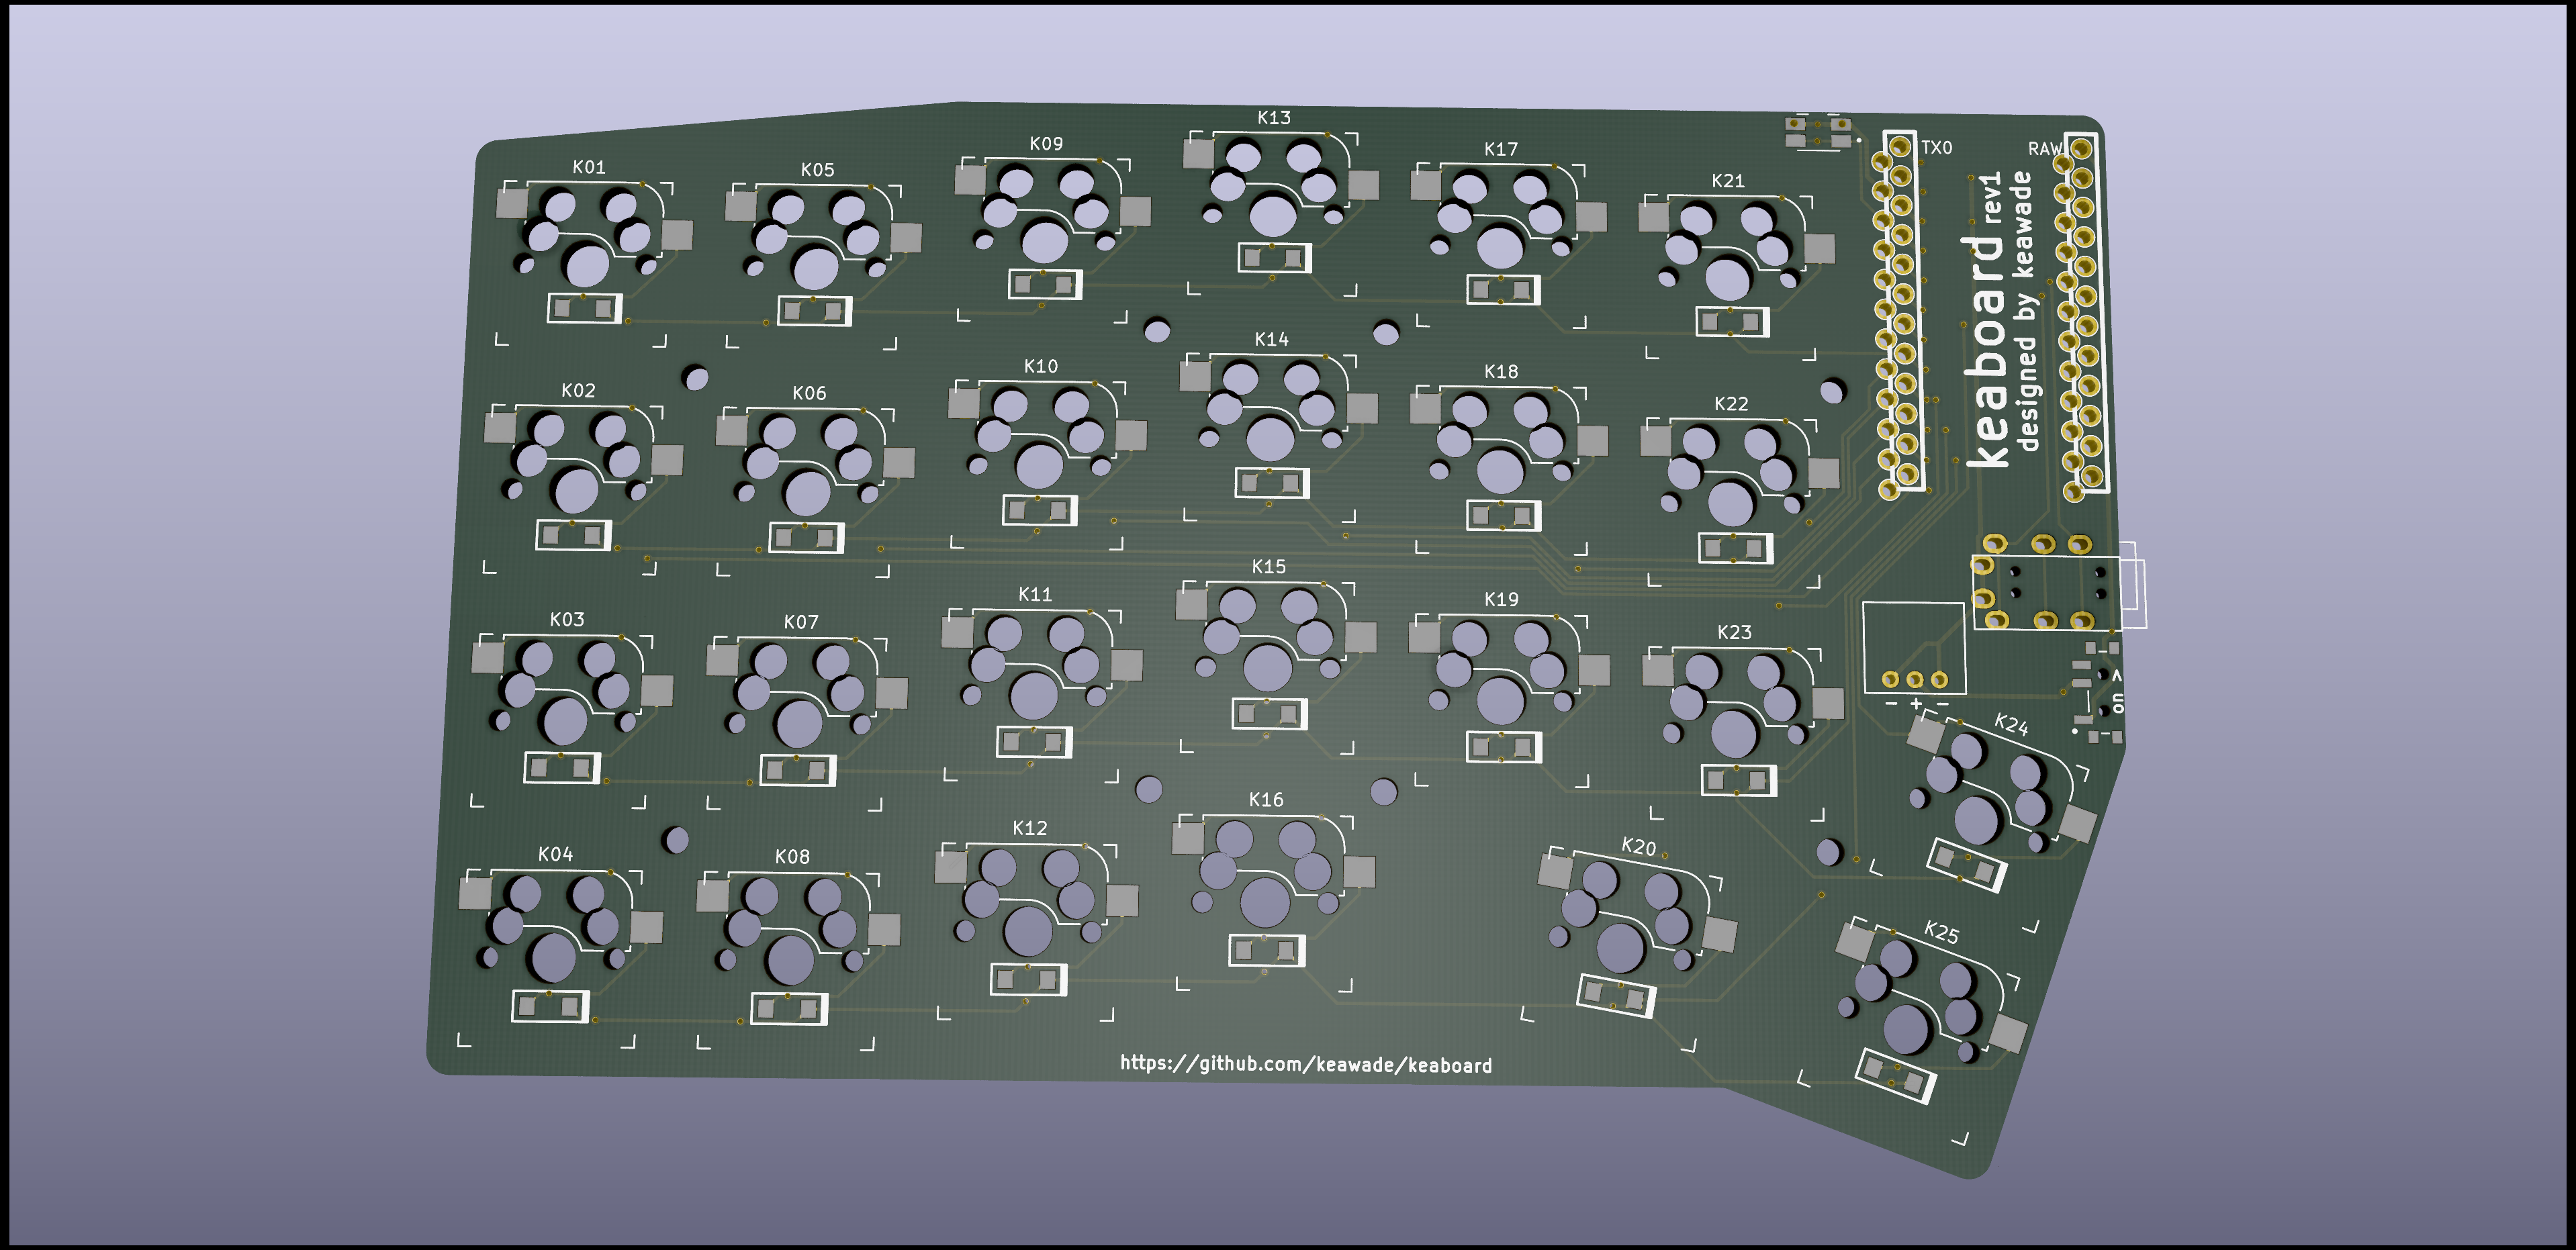 K01
K05
K09
K13
K17
K21
TX0
RAW
keaboard rev1
designed by keawade
K02
K06
K10
K14
K18
K22
K03
K07
K11
K15
K19
K23
- + -
< on
K24
K04
K08
K12
K16
K20
K25
https://github.com/keawade/keaboard